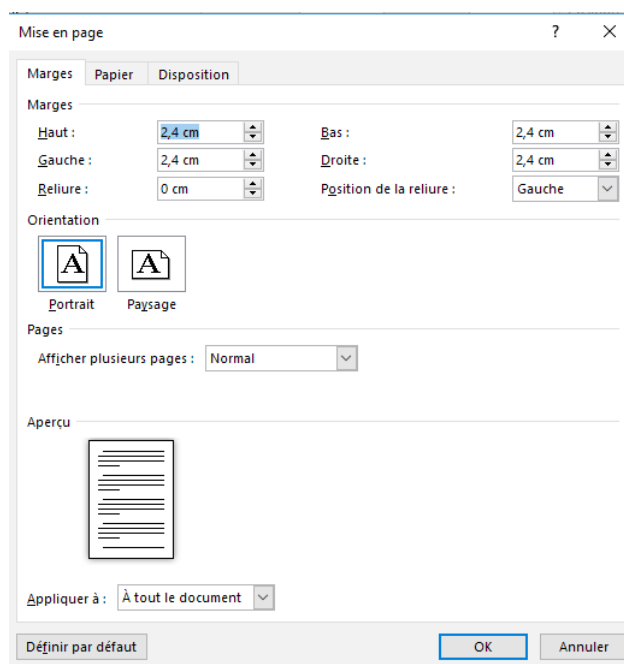 Mise en page ?
Marges Papier Disposition
Marges
Haut : 2,4 cm Bas : 2,4 cm
Gauche : 2,4 cm Droite : 2,4 cm
Reliure : 0 cm Position de la reliure : Gauche
Orientation
A A
Portrait Paysage
Pages
Afficher plusieurs pages : Normal
Aperçu
Appliquer à : À tout le document
Définir par défaut OK Annuler